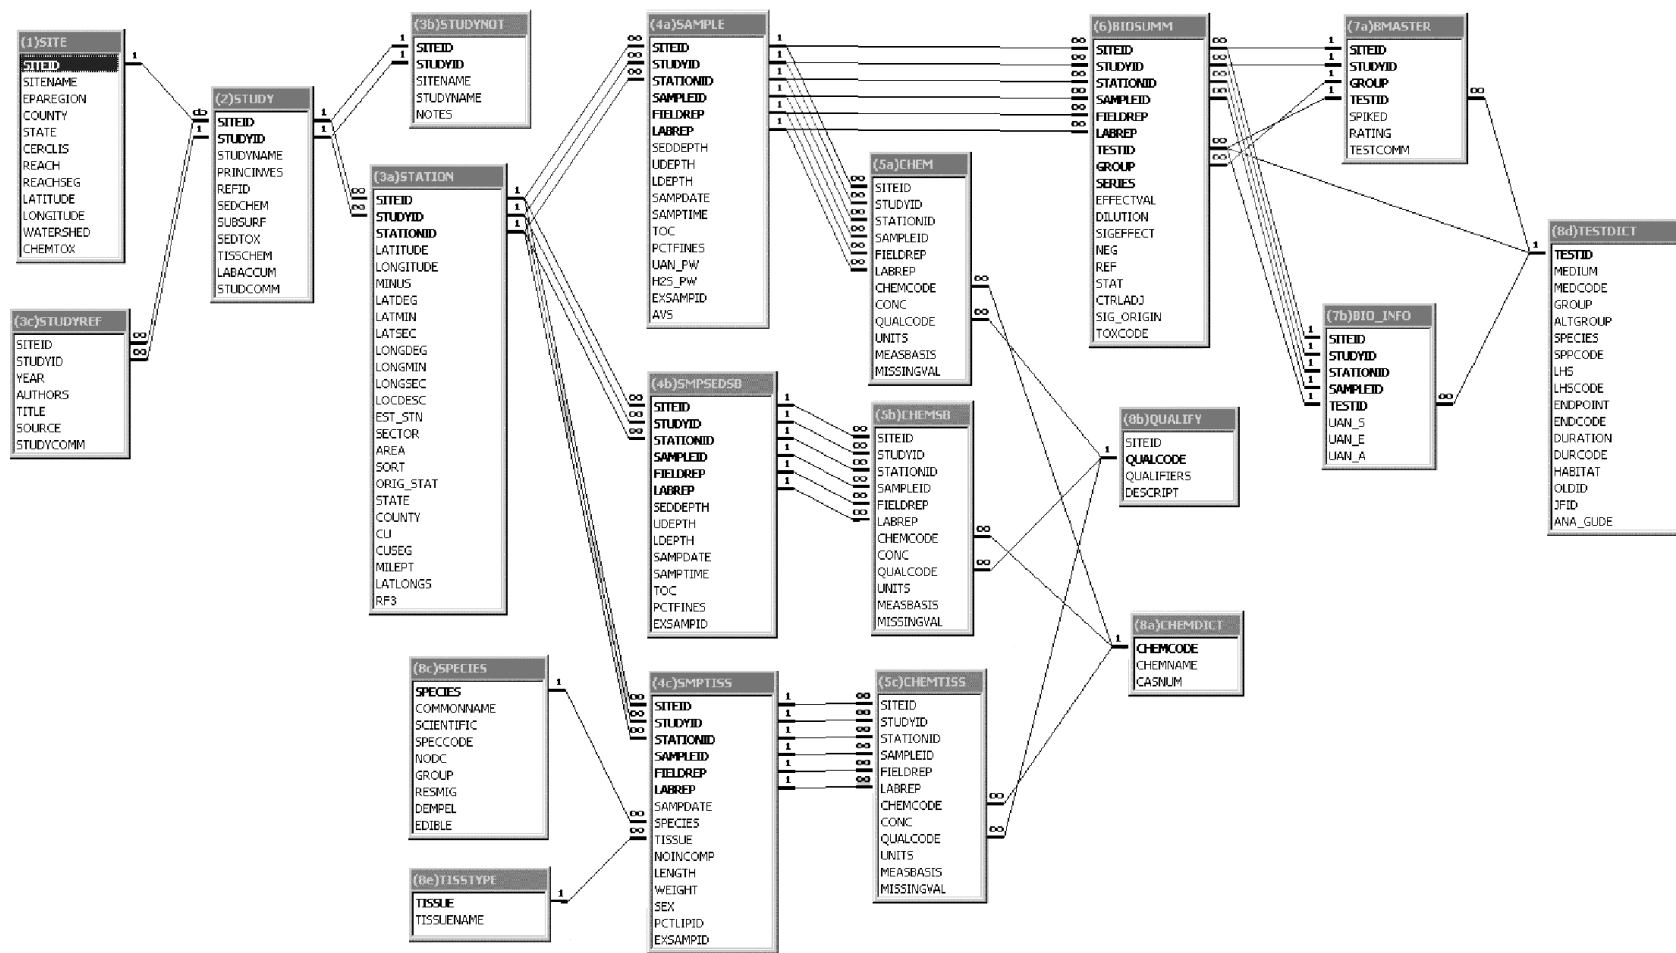 (1)SITE
SITEID
SITENAME
EPAREGION
COUNTY
STATE
CERCLIS
REACH
REACHSEG
LATITUDE
LONGITUDE
WATERSHED
CHEMTOX
(3c)STUDYREF
SITEID
STUDYID
YEAR
AUTHORS
TITLE
SOURCE
STUDYCOMM
(2)STUDY
SITEID
STUDYID
STUDYNAME
PRINCINVES
REFID
SEDCHEM
SUBSURF
SEDTOX
TISSCHEM
LABACCUM
STUDCOMM
(3b)STUDYNOT
SITEID
STUDYID
SITENAME
STUDYNAME
NOTES
(3a)STATION
SITEID
STUDYID
STATIONID
LATITUDE
LONGITUDE
MINUS
LATDEG
LATMIN
LATSEC
LONGDEG
LONGMIN
LONGSEC
LOCDESC
EST_STN
SECTOR
AREA
SORT
ORIG_STAT
STATE
COUNTY
CU
CUSEG
MILEPT
LATLONGS
RF3
(8c)SPECIES
SPECIES
COMMONNAME
SCIENTIFIC
SPECCODE
NODC
GROUP
RESMIG
DEMPEL
EDIBLE
(8e)TISSTYPE
TISSUE
TISSUENAME
(4a)SAMPLE
SITEID
STUDYID
STATIONID
SAMPLEID
FIELDREP
LABREP
SEDDEPTH
UDEPTH
LDEPTH
SAMPDATE
SAMPTIME
TOC
PCTFINES
UAN_PW
H2S_PW
EXSAMPID
AVS
(4b)SMPSEDSB
SITEID
STUDYID
STATIONID
SAMPLEID
FIELDREP
LABREP
SEDDEPTH
UDEPTH
LDEPTH
SAMPDATE
SAMPTIME
TOC
PCTFINES
EXSAMPID
(4c)SMPTISS
SITEID
STUDYID
STATIONID
SAMPLEID
FIELDREP
LABREP
SAMPDATE
SPECIES
TISSUE
NOINCOMP
LENGTH
WEIGHT
SEX
PCTLIPID
EXSAMPID
(5a)CHEM
SITEID
STUDYID
STATIONID
SAMPLEID
FIELDREP
LABREP
CHEMCODE
CONC
QUALCODE
UNITS
MEASBASIS
MISSINGVAL
(5b)CHEMSB
SITEID
STUDYID
STATIONID
SAMPLEID
FIELDREP
LABREP
CHEMCODE
CONC
QUALCODE
UNITS
MEASBASIS
MISSINGVAL
(5c)CHEMTISS
SITEID
STUDYID
STATIONID
SAMPLEID
FIELDREP
LABREP
CHEMCODE
CONC
QUALCODE
UNITS
MEASBASIS
MISSINGVAL
(6)BIOSUMM
SITEID
STUDYID
STATIONID
SAMPLEID
FIELDREP
LABREP
TESTID
GROUP
SERIES
EFFECTVAL
DILUTION
SIGEFFECT
NEG
REF
STAT
CTRLADJ
SIG_ORIGIN
TOXCODE
(8b)QUALIFY
SITEID
QUALCODE
QUALIFIERS
DESCRIPT
(8a)CHEMDICT
CHEMCODE
CHEMNAME
CASNUM
(7a)BMASTER
SITEID
STUDYID
GROUP
TESTID
SPIKED
RATING
TESTCOMM
(7b)BIO_INFO
SITEID
STUDYID
STATIONID
SAMPLEID
TESTID
UAN_S
UAN_E
UAN_A
(8d)TESTDICT
TESTID
MEDIUM
MEDCODE
GROUP
ALTGROUP
SPECIES
SPPCODE
LHS
LHSCODE
ENDPOINT
ENDCODE
DURATION
DURCODE
HABITAT
OLDID
JFID
ANA_GUDE